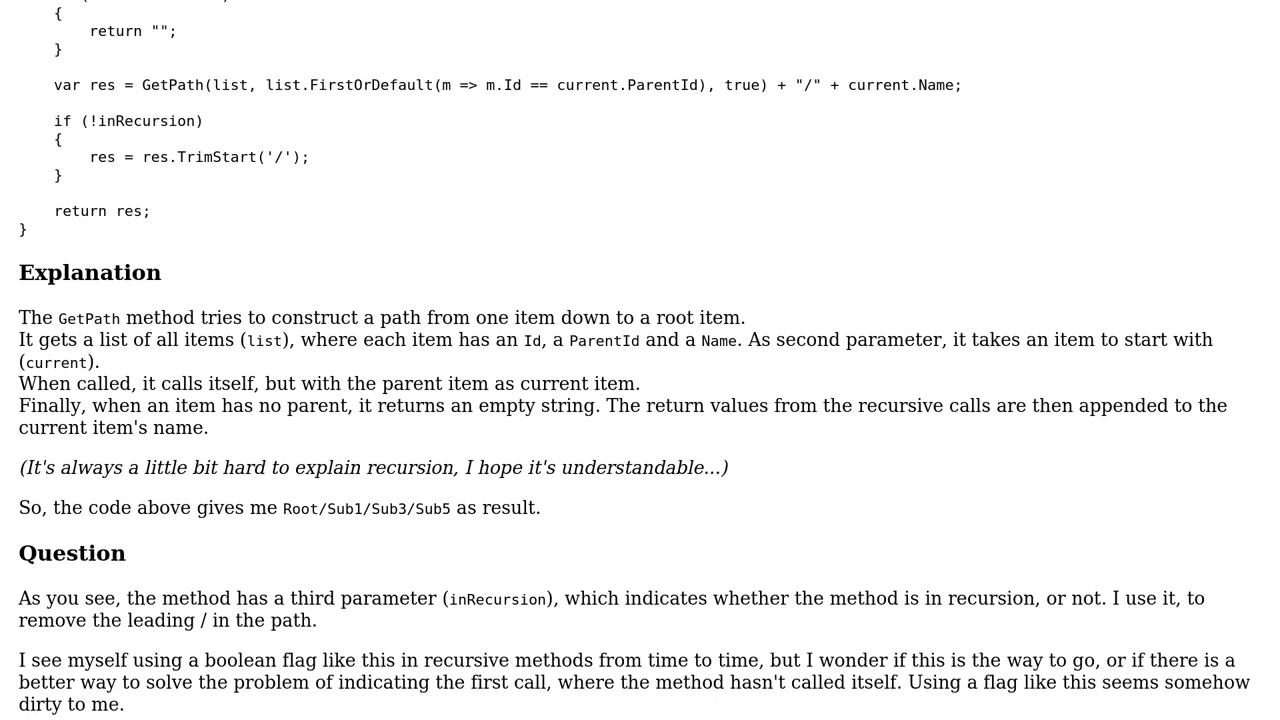 {
        return "";
    }

    var res = GetPath(list, list.FirstOrDefault(m => m.Id == current.ParentId), true) + "/" + current.Name;

    if (!inRecursion)
    {
        res = res.TrimStart('/');
    }

    return res;
}
Explanation
The GetPath method tries to construct a path from one item down to a root item.
It gets a list of all items (list), where each item has an Id, a ParentId and a Name. As second parameter, it takes an item to start with
(current).
When called, it calls itself, but with the parent item as current item.
Finally, when an item has no parent, it returns an empty string. The return values from the recursive calls are then appended to the
current item's name.
(It's always a little bit hard to explain recursion, I hope it's understandable...)
So, the code above gives me Root/Sub1/Sub3/Sub5 as result.
Question
As you see, the method has a third parameter (inRecursion), which indicates whether the method is in recursion, or not. I use it, to
remove the leading / in the path.
I see myself using a boolean flag like this in recursive methods from time to time, but I wonder if this is the way to go, or if there is a
better way to solve the problem of indicating the first call, where the method hasn't called itself. Using a flag like this seems somehow
dirty to me.